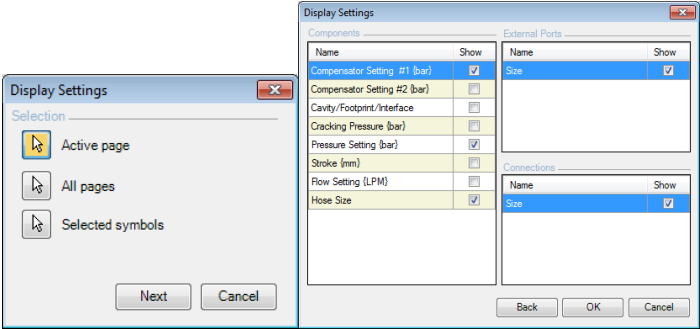 Display Settings
Selection
Active page
All pages
Selected symbols
Next Cancel
Display Settings
Components
Name Show
Compensator Setting #1 {bar}
Compensator Setting #2 {bar}
Cavity/Footprint/Interface
Cracking Pressure {bar}
Pressure Setting {bar}
Stroke {mm}
Flow Setting {LPM}
Hose Size
External Ports
Name Show
Size
Connections
Name Show
Size
Back OK Cancel